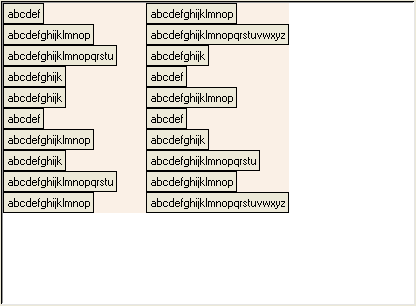 abcdef abcdefghijklmnop
abcdefghijklmnop abcdefghijklmnopqrstuvwxyz
abcdefghijklmnopqrstu abcdefghijk
abcdefghijk abcdef
abcdefghijk abcdefghijklmnop
abcdef abcdef
abcdefghijklmnop abcdefghijk
abcdefghijk abcdefghijklmnopqrstu
abcdefghijklmnopqrstu abcdefghijklmnop
abcdefghijklmnop abcdefghijklmnopqrstuvwxyz